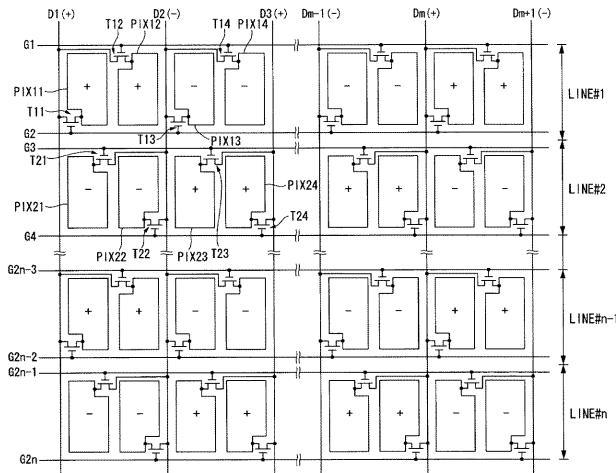 D1(+) D2(-) D3(+) Dm-1(-) Dm(+) Dm+1(-)
T12 PIX12 T14 PIX14
G1
PIX11 + + - - - - + +
LINE#1
T11
G2 T13 PIX13
G3
T21
PIX24
LINE#2
PIX21 - - + + + + - -
T24
G4 PIX22 T22 PIX23 T23
G2n-3
+ + - - - - + +
LINE#n-1
G2n-2
G2n-1
- - + + + + - -
LINE#n
G2n